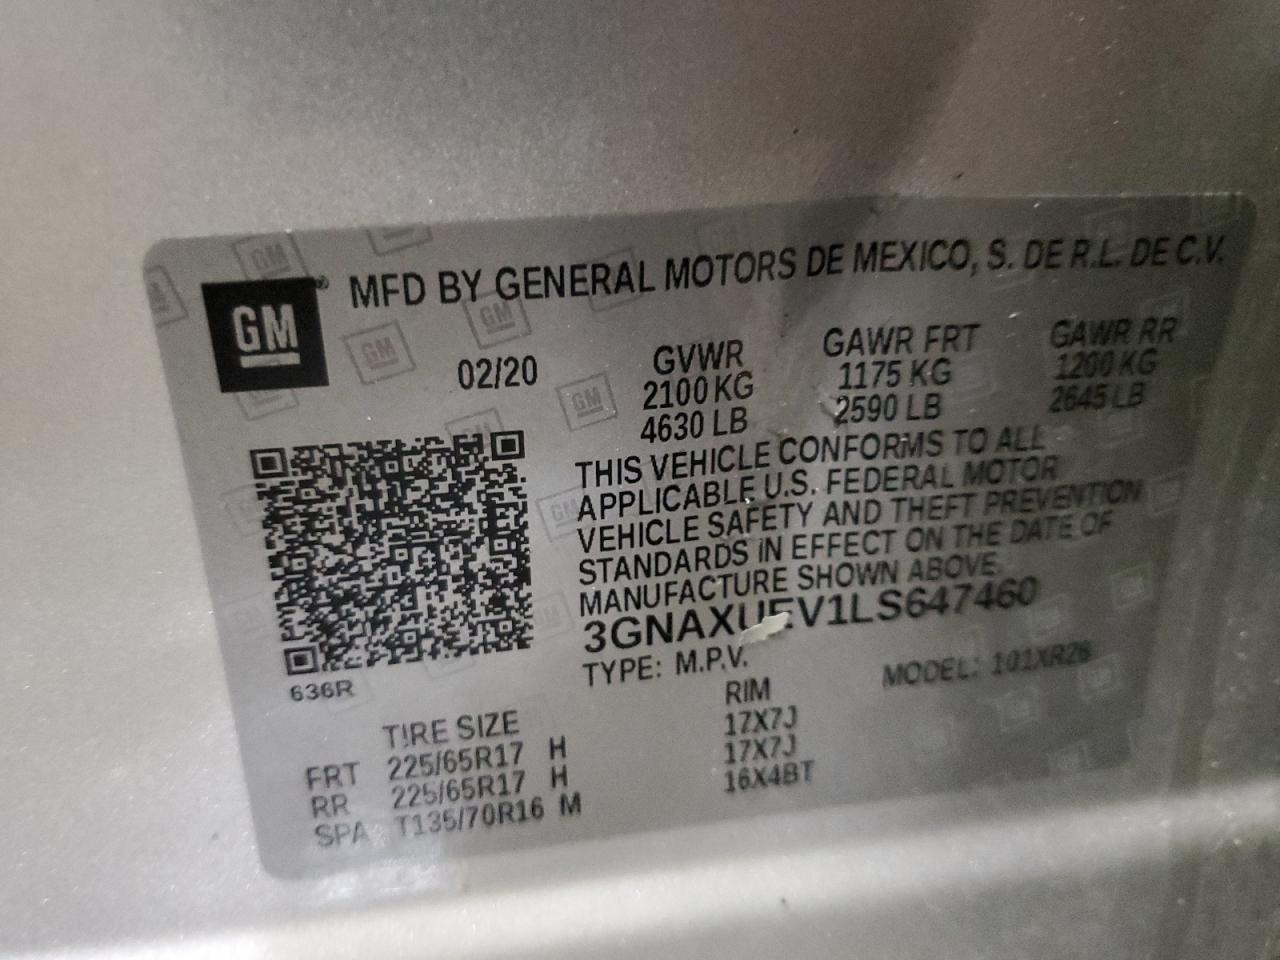 GM
MFD BY GENERAL MOTORS DE MEXICO, S. DE R.L. DE C.V.
02/20
GVWR GAWR FRT GAWR RR
2100 KG 1175 KG 1200 KG
4630 LB 2590 LB 2645 LB
THIS VEHICLE CONFORMS TO ALL
APPLICABLE U.S. FEDERAL MOTOR
VEHICLE SAFETY AND THEFT PREVENTION
STANDARDS IN EFFECT ON THE DATE OF
MANUFACTURE SHOWN ABOVE.
3GNAXUEV1LS647460
TYPE: M.P.V. MODEL: 101XR26
636R
TIRE SIZE RIM
FRT 225/65R17 H 17X7J
RR 225/65R17 H 17X7J
SPA T135/70R16 M 16X4BT